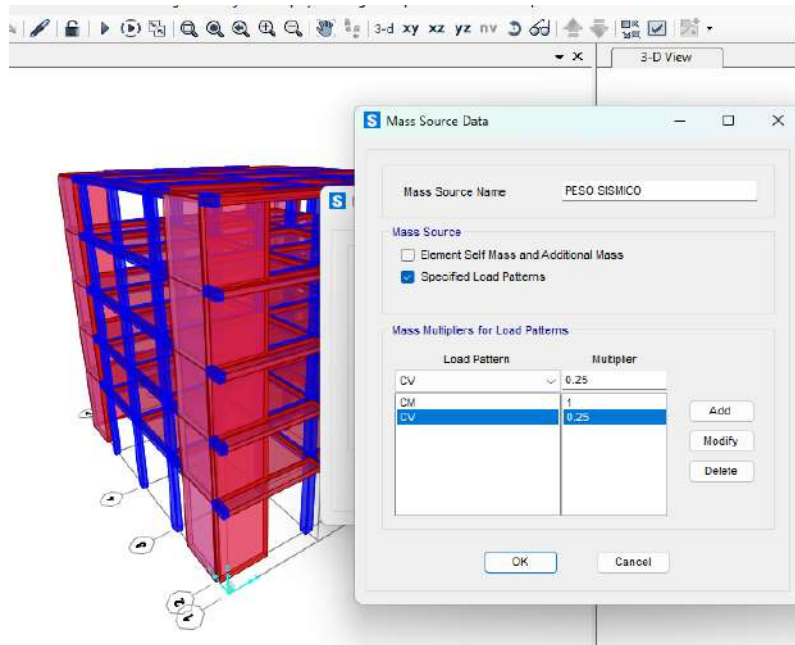 3-d xy xz yz nv
3-D View
Mass Source Data
Mass Source Name PESO SISMICO
Mass Source
Element Self Mass and Additional Mass
Specified Load Patterns
Mass Multipliers for Load Patterns
Load Pattern Multiplier
CV 0.25
CM 1
CV 0.25
Add
Modify
Delete
OK Cancel
2
1